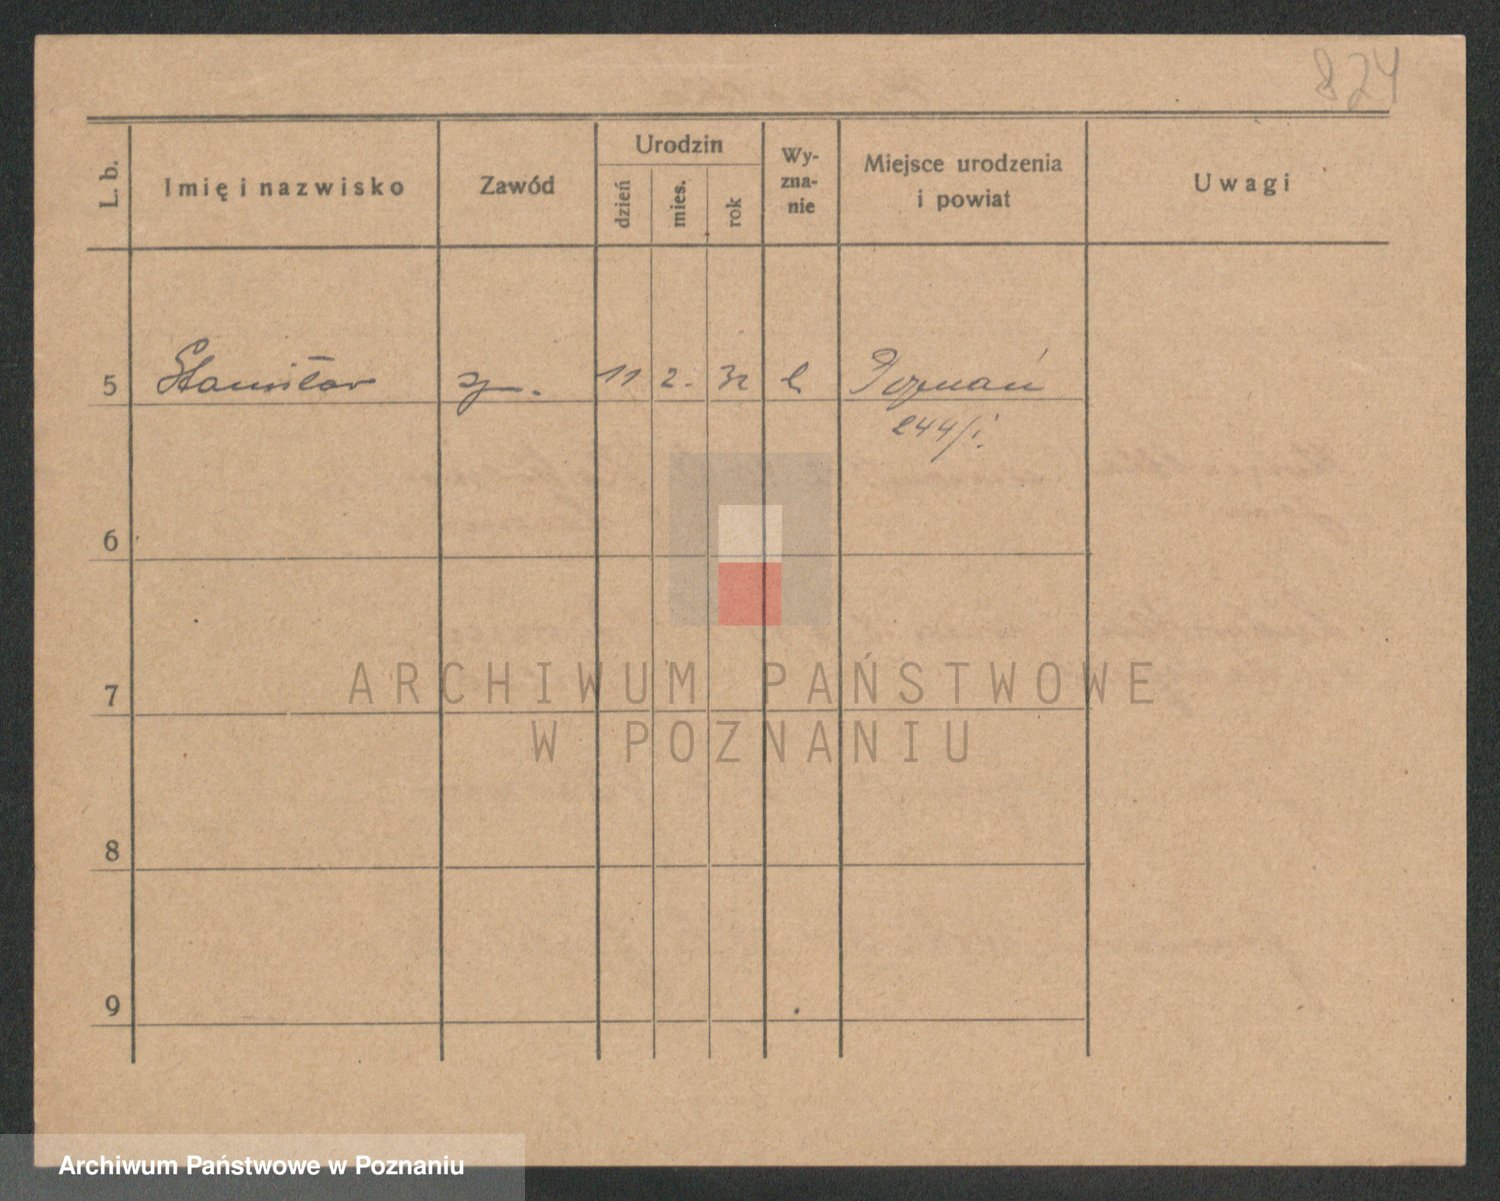 824
L. b.
Imię i nazwisko
Zawód
Urodzin
dzień
mies.
rok
Wy-
zna-
nie
Miejsce urodzenia
i powiat
Uwagi
5 Stanisław 11 2. 32 Poznań
244/I.
6
7
8
9
ARCHIWUM PAŃSTWOWE
W POZNANIU
Archiwum Państwowe w Poznaniu